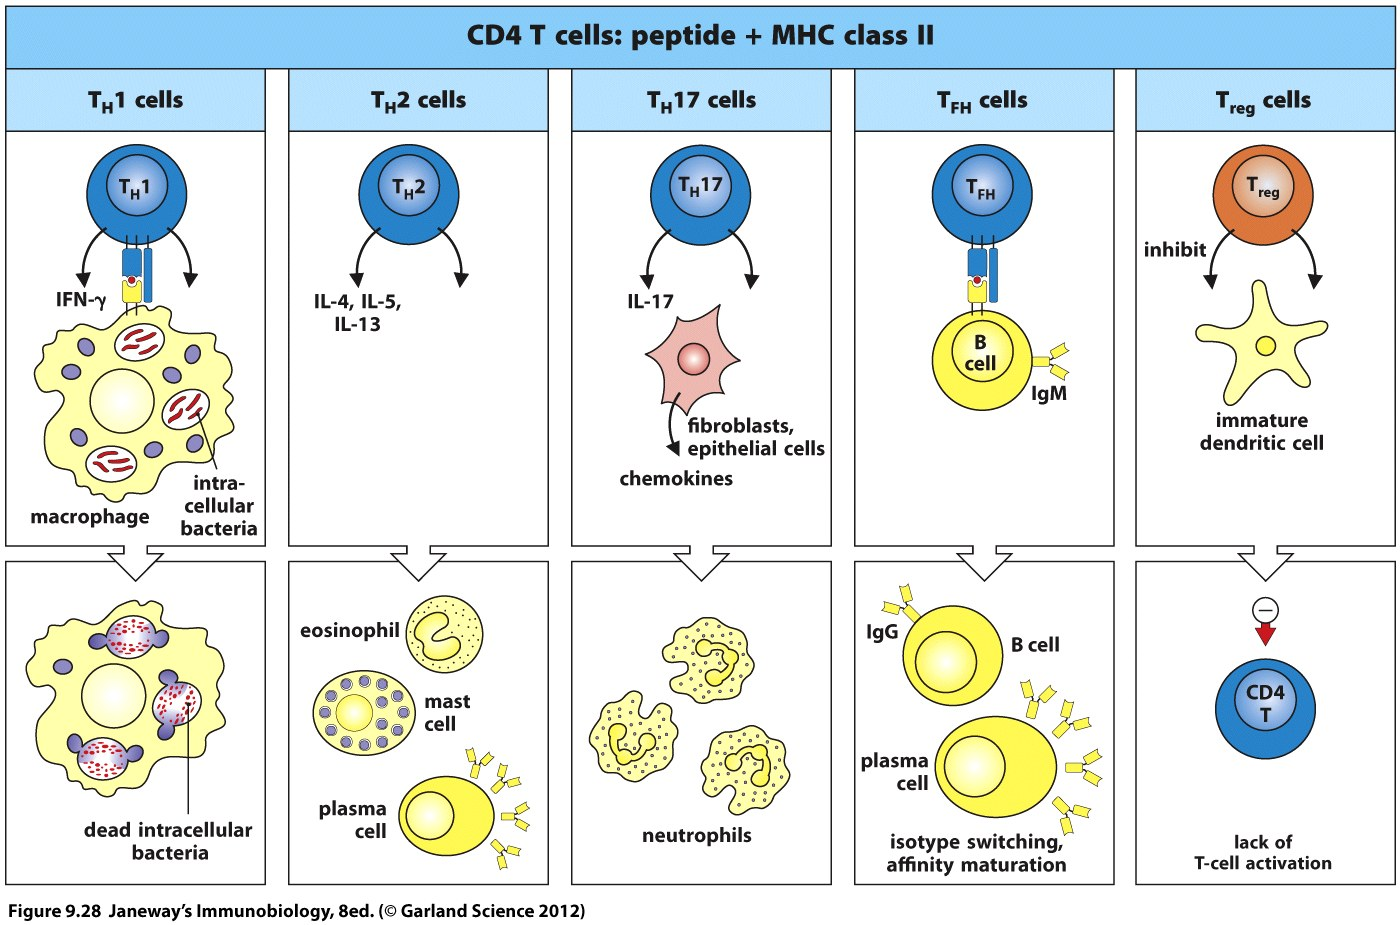 CD4 T cells: peptide + MHC class II
TH1 cells
TH2 cells
TH17 cells
TFH cells
Treg cells
TH1
IFN-γ
macrophage
intra-
cellular
bacteria
TH2
IL-4, IL-5,
IL-13
TH17
IL-17
fibroblasts,
epithelial cells
chemokines
TFH
B
cell
IgM
Treg
inhibit
immature
dendritic cell
dead intracellular
bacteria
eosinophil
mast
cell
plasma
cell
neutrophils
IgG
B cell
plasma
cell
isotype switching,
affinity maturation
–
CD4
T
lack of
T-cell activation
Figure 9.28 Janeway's Immunobiology, 8ed. (© Garland Science 2012)